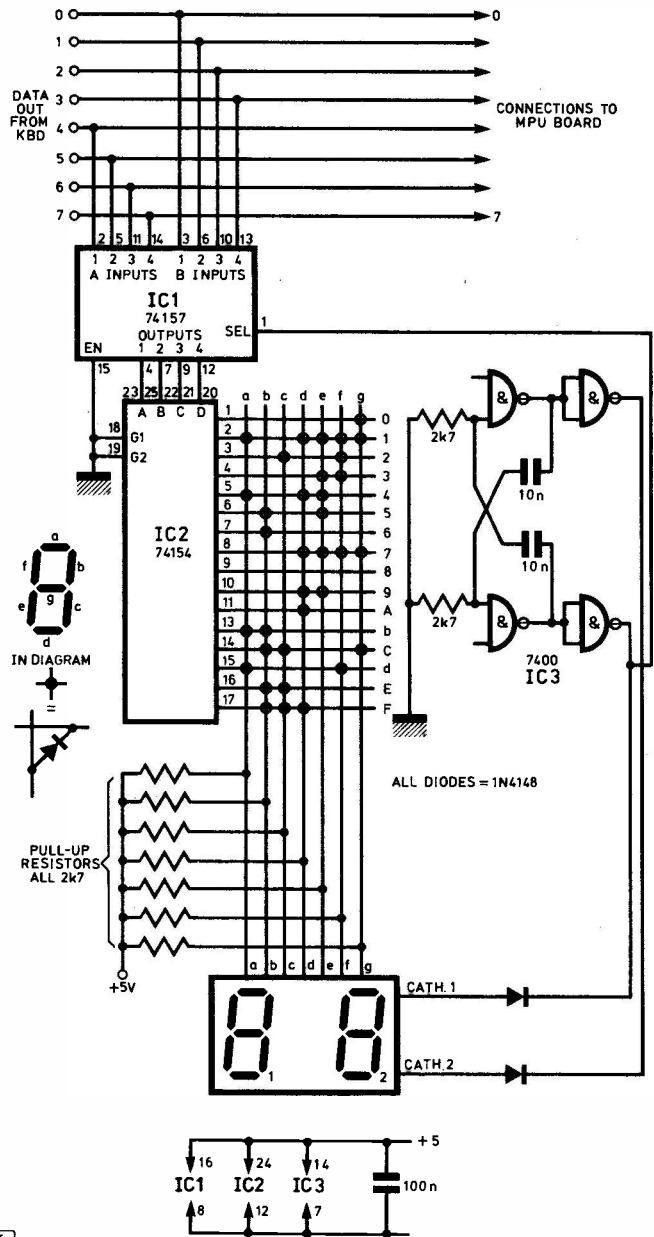 0 0
1
2
DATA OUT FROM KBD
3
CONNECTIONS TO MPU BOARD
4
5
6
7 7
2 5 11 14 3 6 10 13
1 2 3 4 1 2 3 4
A INPUTS B INPUTS
IC1
74157
OUTPUTS
SEL 1
EN 1 2 3 4
15 4 7 9 12
23 22 21 20
A B C D
a b c d e f g
18 G1
19 G2
IC2
74154
1 0
2 1
3 2
4 3
5 4
6 5
7 6
8 7
9 8
10 9
11 A
13 b
14 C
15 d
16 E
17 F
& &
2k7
10n
10n
2k7
& &
7400
IC3
a
f b
g
e c
d
IN DIAGRAM
=
ALL DIODES = 1N4148
PULL-UP
RESISTORS
ALL 2k7
+5V
a b c d e f g
CATH.1
1 2
CATH.2
+5
16 24 14
IC1 IC2 IC3
100n
8 12 7